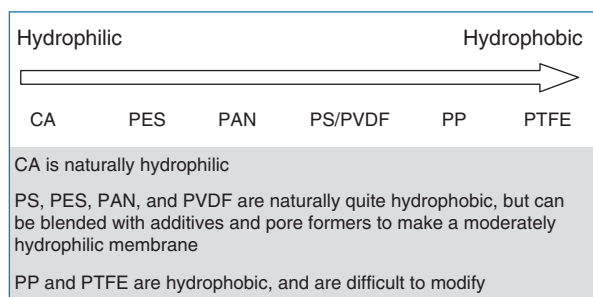 Hydrophilic Hydrophobic
CA PES PAN PS/PVDF PP PTFE
CA is naturally hydrophilic
PS, PES, PAN, and PVDF are naturally quite hydrophobic, but can
be blended with additives and pore formers to make a moderately
hydrophilic membrane
PP and PTFE are hydrophobic, and are difficult to modify